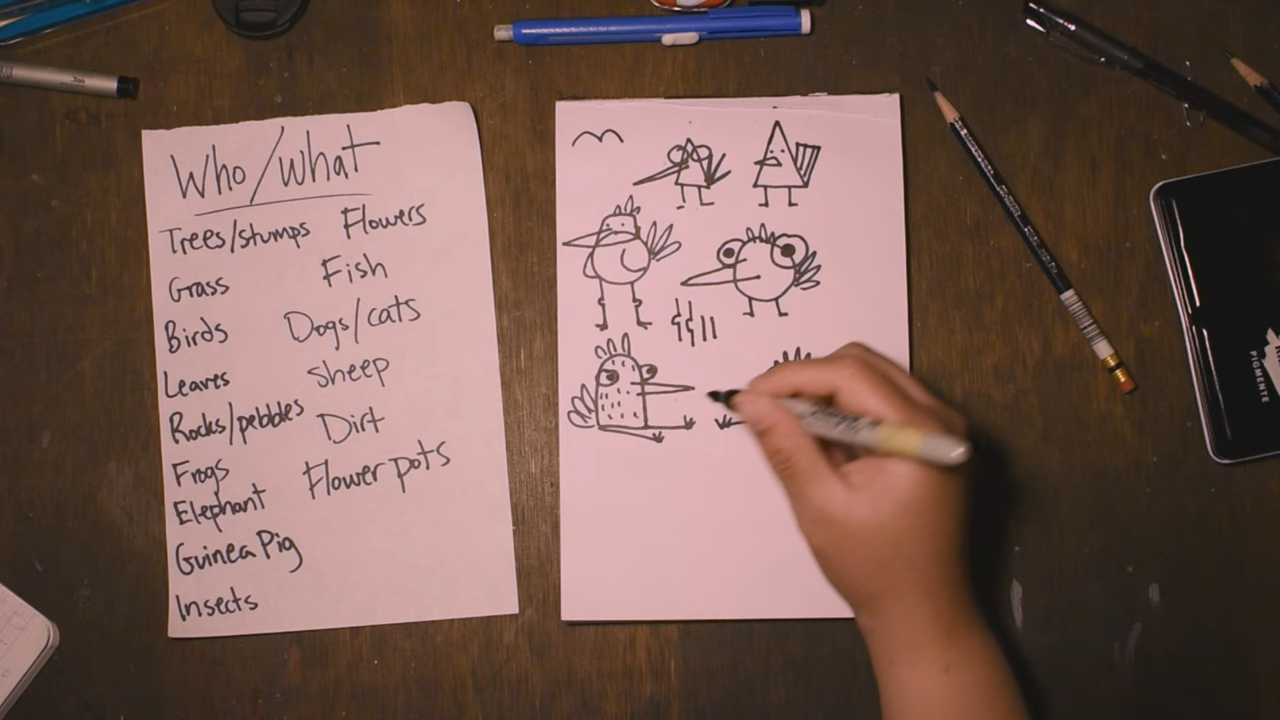 Who/what
Trees/stumps Flowers
Grass
Fish
Birds
Dogs/cats
Leaves
Sheep
Rocks/pebbles
Dirt
Frogs
Flower pots
Elephant
Guinea Pig
Insects
PIGMENTE